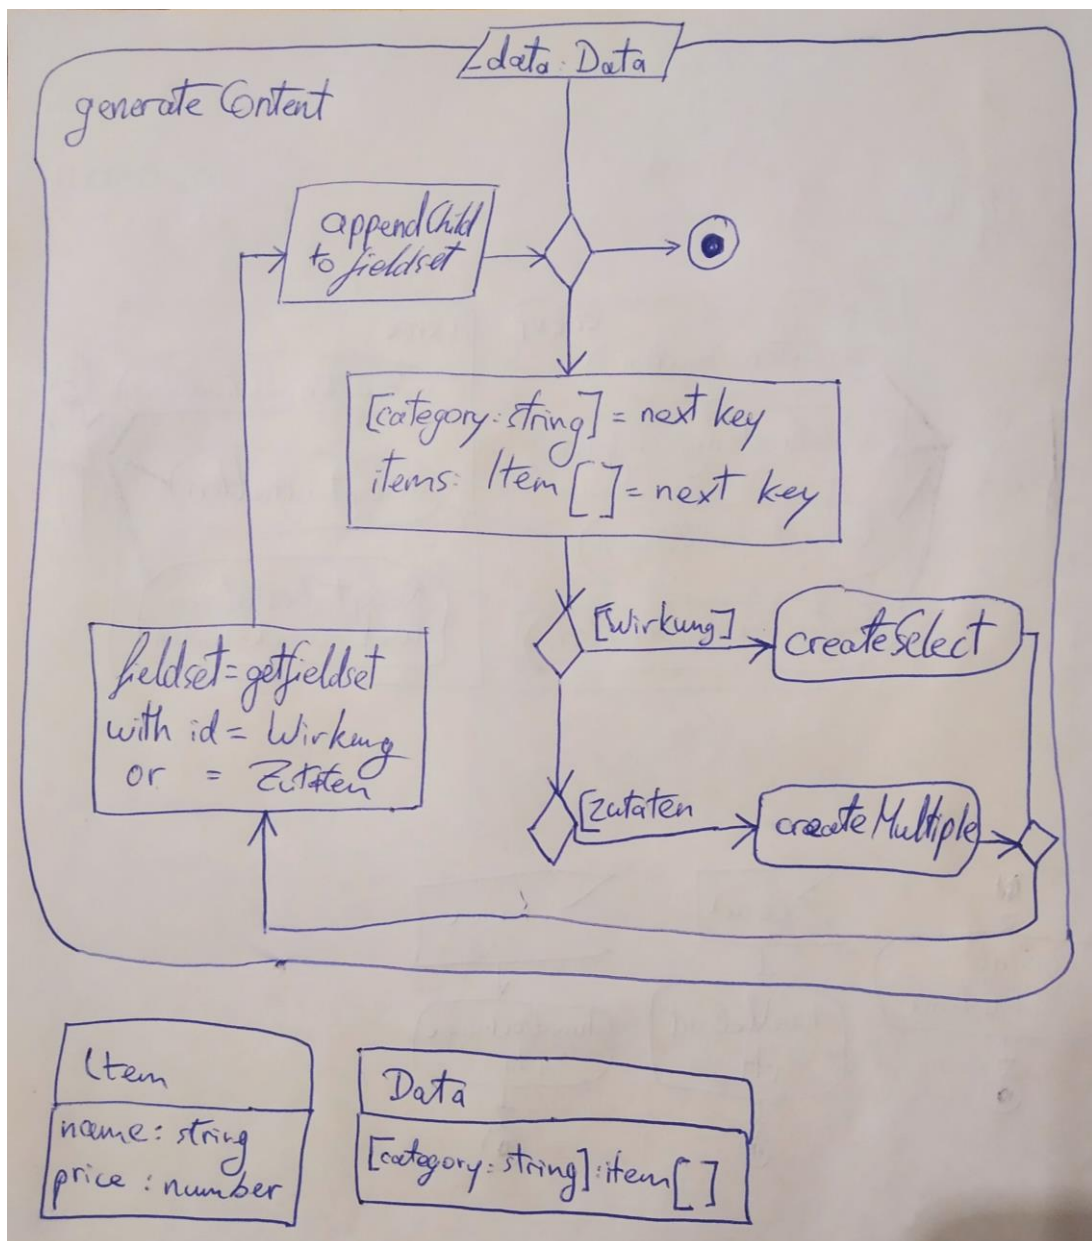 _data: Data
generate Content
appendChild
to fieldset
[category: string] = next key
items: Item [ ] = next key
[Wirkung]
createSelect
fieldset = getfieldset
with id = Wirkung
or = Zutaten
[zutaten
createMultiple
Item
name: string
price: number
Data
[category: string]: item [ ]